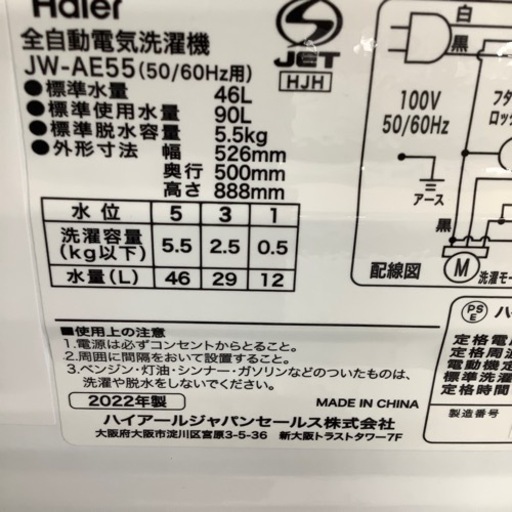 Haier
全自動電気洗濯機
JW-AE55(50/60Hz用)
●標準水量 46L
●標準使用水量 90L
●標準脱水容量 5.5kg
●外形寸法 幅 526mm
奥行 500mm
高さ 888mm
水位 5 3 1
洗濯容量(kg以下) 5.5 2.5 0.5
水量(L) 46 29 12
■使用上の注意
1.電源は必ずコンセントからとること。
2.周囲に間隔をおいて設置すること。
3.ベンジン・灯油・シンナー・ガソリンなどのついたものは、
洗濯や脱水をしないでください。
2022年製
MADE IN CHINA
ハイアールジャパンセールス株式会社
大阪府大阪市淀川区宮原3-5-36 新大阪トラストタワー7F
S
JET
HJH
白
黒
100V
50/60Hz
フタ
ロッ
アース
黒
配線図
M
洗濯モー
PS
E
ハイ
定格電
定格周
電動機定
標準洗濯
定格時間
製造番号